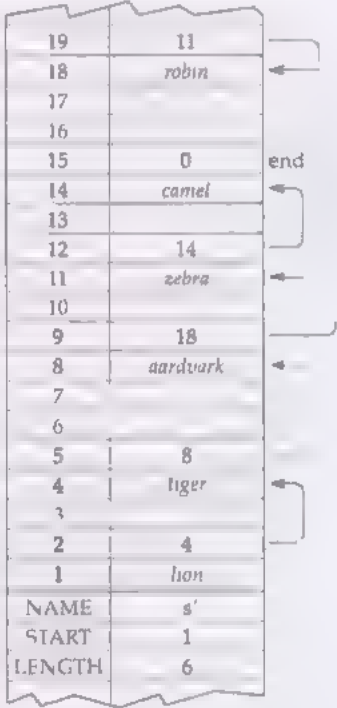 19 11
18 robin
17
16
15 0 end
14 camel
13
12 14
11 zebra
10
9 18
8 aardvark
7
6
5 8
4 tiger
3
2 4
1 lion
NAME s'
START 1
LENGTH 6